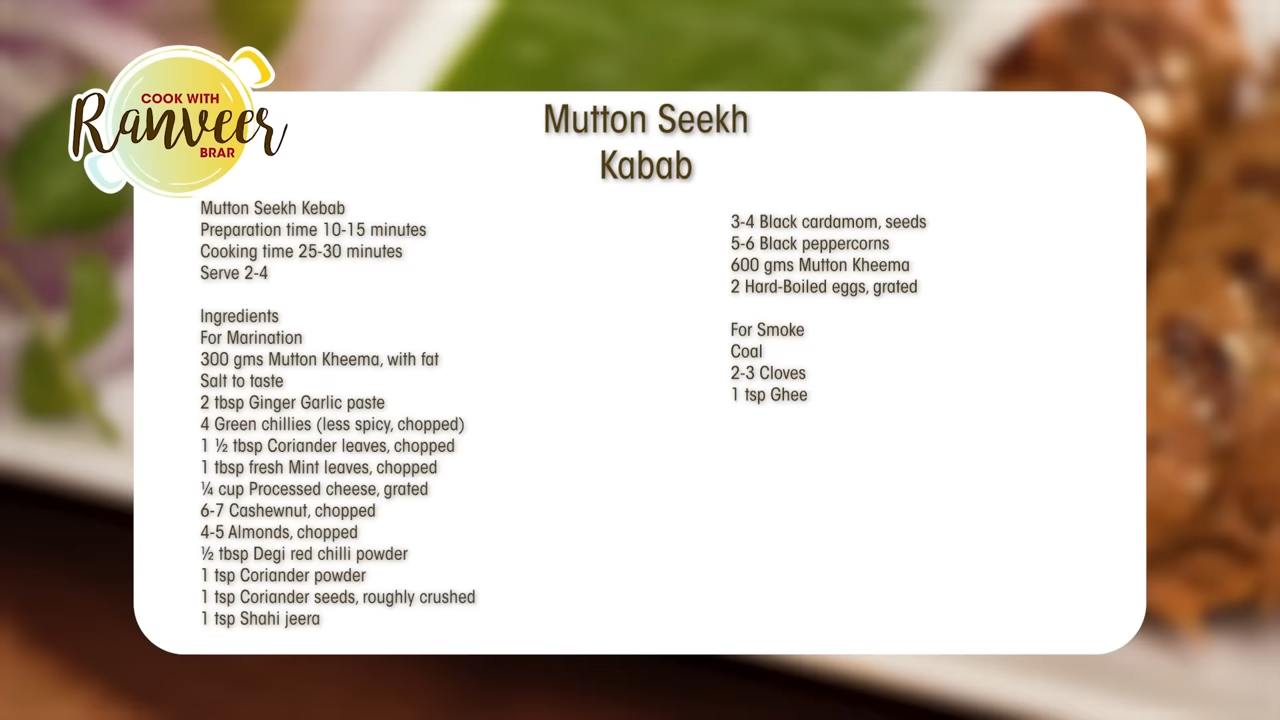 COOK WITH
Ranveer
BRAR
Mutton Seekh
Kabab
Mutton Seekh Kebab
Preparation time 10-15 minutes
Cooking time 25-30 minutes
Serve 2-4
Ingredients
For Marination
300 gms Mutton Kheema, with fat
Salt to taste
2 tbsp Ginger Garlic paste
4 Green chillies (less spicy, chopped)
1 ½ tbsp Coriander leaves, chopped
1 tbsp fresh Mint leaves, chopped
¼ cup Processed cheese, grated
6-7 Cashewnut, chopped
4-5 Almonds, chopped
½ tbsp Degi red chilli powder
1 tsp Coriander powder
1 tsp Coriander seeds, roughly crushed
1 tsp Shahi jeera
3-4 Black cardamom, seeds
5-6 Black peppercorns
600 gms Mutton Kheema
2 Hard-Boiled eggs, grated
For Smoke
Coal
2-3 Cloves
1 tsp Ghee